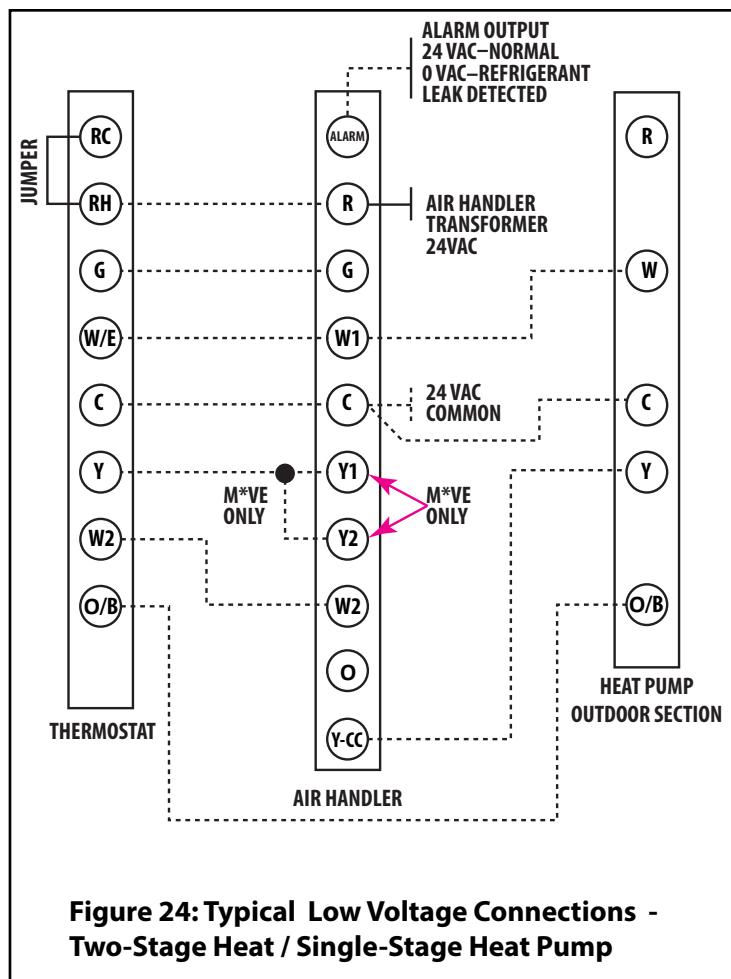 ALARM OUTPUT
24 VAC–NORMAL
0 VAC–REFRIGERANT
LEAK DETECTED
JUMPER
RC
RH
G
W/E
C
Y
W2
O/B
THERMOSTAT
ALARM
R
G
W1
C
Y1
Y2
W2
O
Y-CC
AIR HANDLER
AIR HANDLER
TRANSFORMER
24VAC
24 VAC
COMMON
M*VE
ONLY
M*VE
ONLY
R
W
C
Y
O/B
HEAT PUMP
OUTDOOR SECTION
Figure 24: Typical Low Voltage Connections -
Two-Stage Heat / Single-Stage Heat Pump